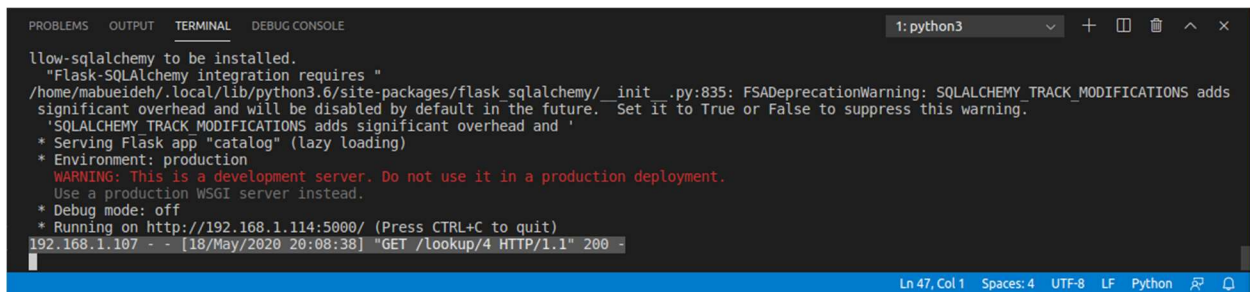 PROBLEMS OUTPUT TERMINAL DEBUG CONSOLE 1: python3
llow-sqlalchemy to be installed.
"Flask-SQLAlchemy integration requires "
/home/mabueideh/.local/lib/python3.6/site-packages/flask_sqlalchemy/__init__.py:835: FSADeprecationWarning: SQLALCHEMY_TRACK_MODIFICATIONS adds
significant overhead and will be disabled by default in the future.  Set it to True or False to suppress this warning.
'SQLALCHEMY_TRACK_MODIFICATIONS adds significant overhead and '
* Serving Flask app "catalog" (lazy loading)
* Environment: production
WARNING: This is a development server. Do not use it in a production deployment.
Use a production WSGI server instead.
* Debug mode: off
* Running on http://192.168.1.114:5000/ (Press CTRL+C to quit)
192.168.1.107 - - [18/May/2020 20:08:38] "GET /lookup/4 HTTP/1.1" 200 -
Ln 47, Col 1 Spaces: 4 UTF-8 LF Python